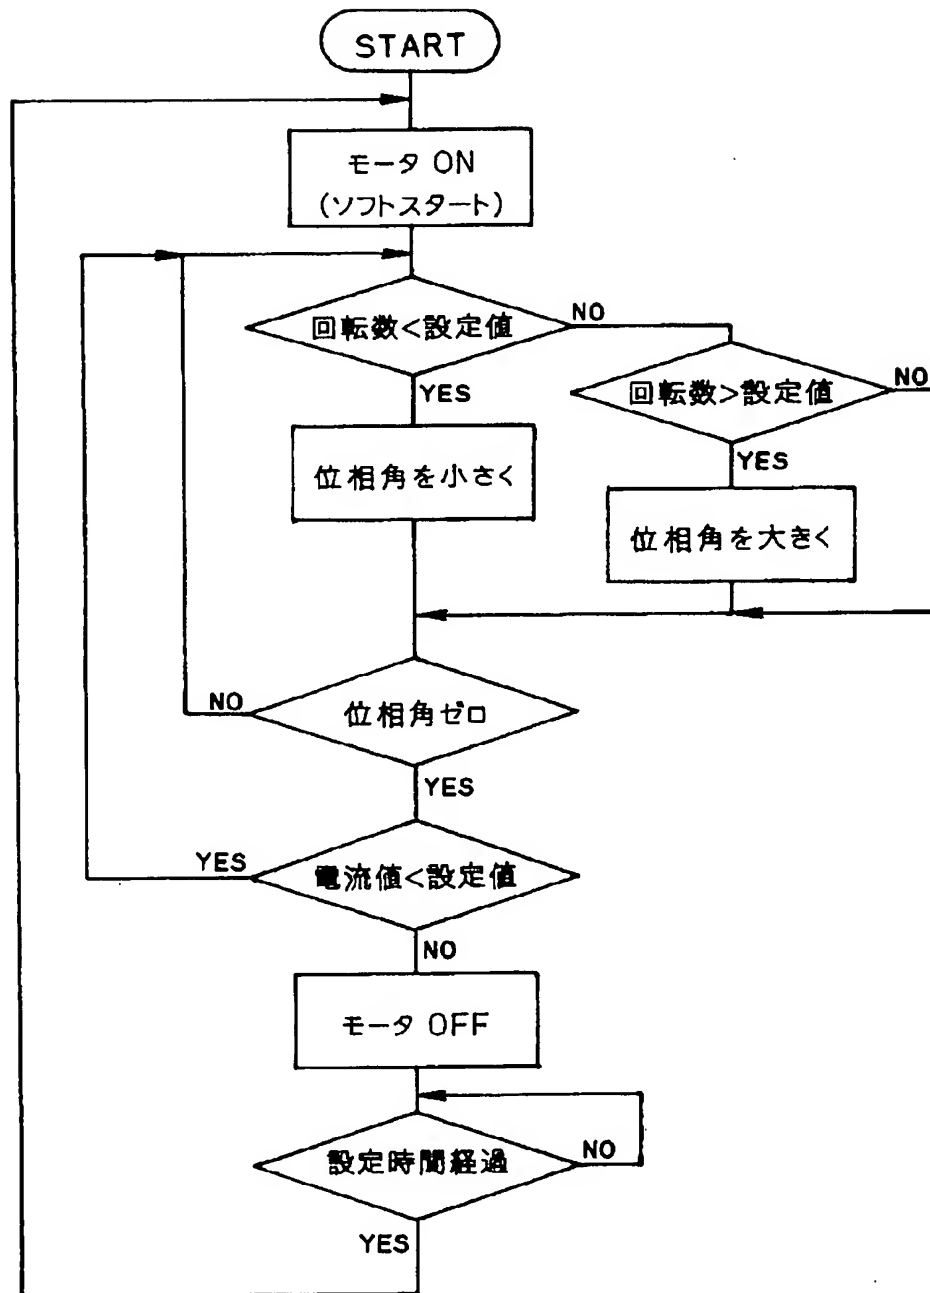 START
モータ ON
(ソフトスタート)
回転数<設定値
NO
YES
回転数>設定値
NO
YES
位相角を小さく
位相角を大きく
NO
位相角ゼロ
YES
YES
電流値<設定値
NO
モータ OFF
設定時間経過
NO
YES